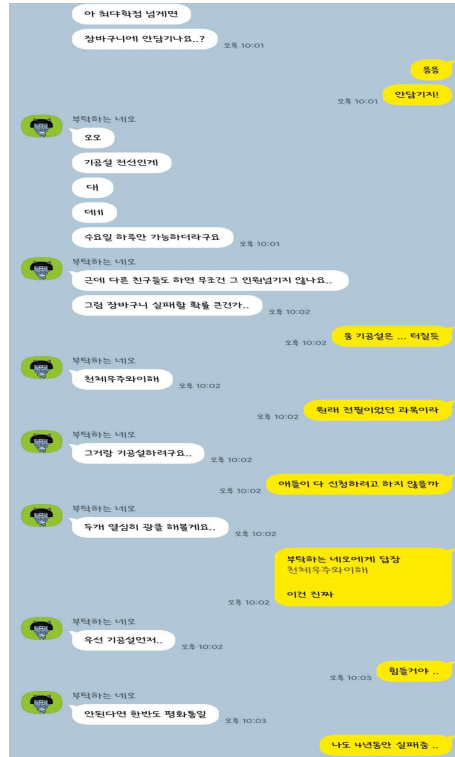 아 최댜학점 넘게면
장바구니에 안담기나요..?
오후 10:01
응응
안담기지!
오후 10:01
부탁하는 네오
오오
기공설 전선인게
대
데네
수요일 하루만 가능하더라구요
오후 10:01
부탁하는 네오
근데 다른 친구들도 하면 무조건 그 인원넘기지 않나요..
그럼 장바구니 실패할 확률 큰건가..
오후 10:02
웅 기공설은 ... 터질듯
오후 10:02
부탁하는 네오
천체우주와이해
오후 10:02
원래 전필이었던 과목이라
오후 10:02
부탁하는 네오
그거랑 기공설하려구요..
오후 10:02
애들이 다 신청하려고 하지 않을까
오후 10:02
부탁하는 네오
두개 열심히 광클 해볼게요..
오후 10:02
부탁하는 네오에게 답장
천체우주와이해
이건 진짜
오후 10:02
부탁하는 네오
우선 기공설먼저..
오후 10:02
힘들거야 ..
오후 10:03
부탁하는 네오
안된다면 한반도 평화통일
오후 10:03
나도 4년동안 실패중 ..